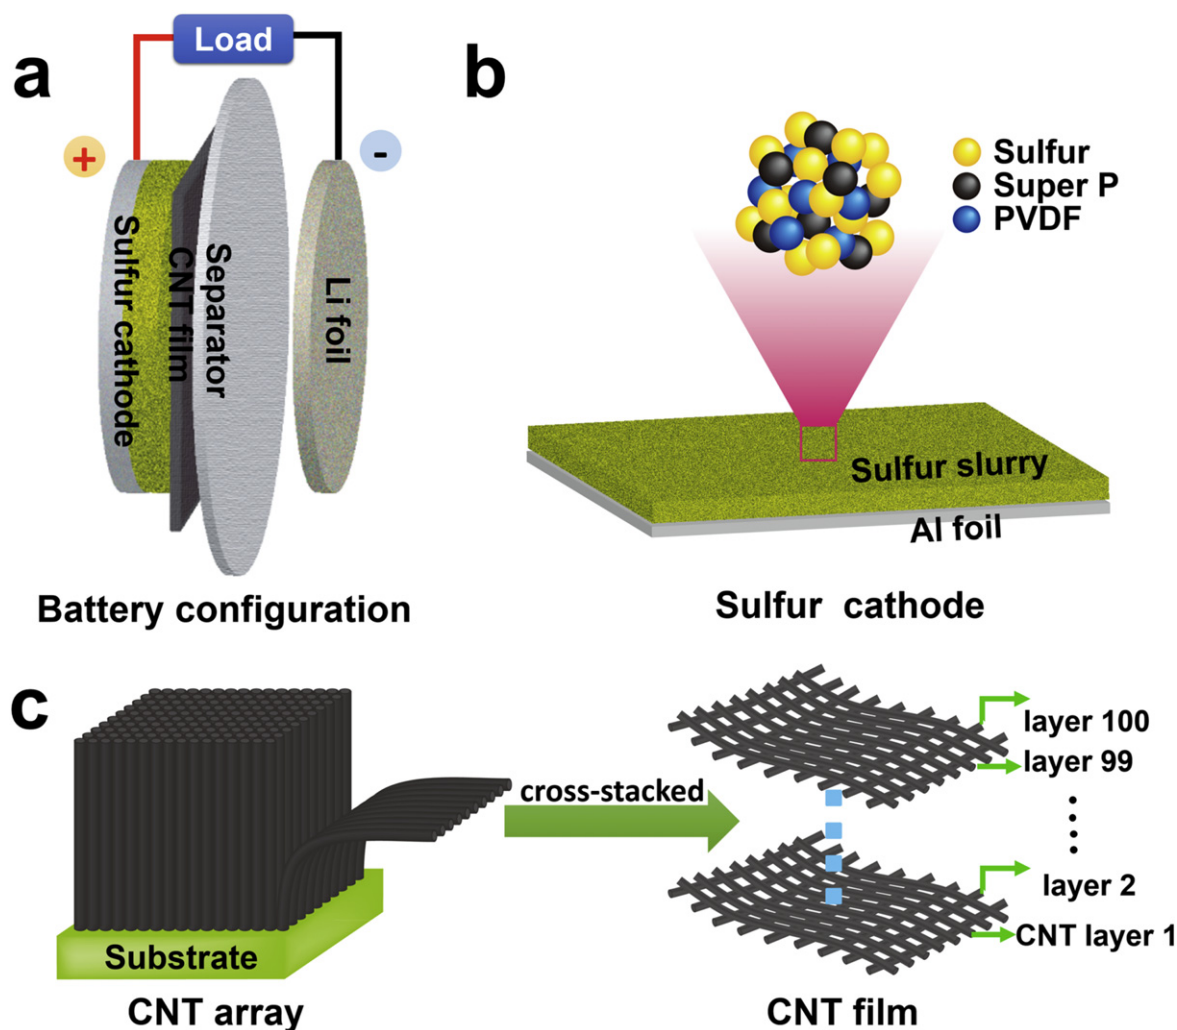 a
Load
+
-
Sulfur cathode
CNT film
Separator
Li foil
Battery configuration
b
Sulfur
Super P
PVDF
Sulfur slurry
Al foil
Sulfur cathode
c
Substrate
CNT array
cross-stacked
layer 100
layer 99
layer 2
CNT layer 1
CNT film